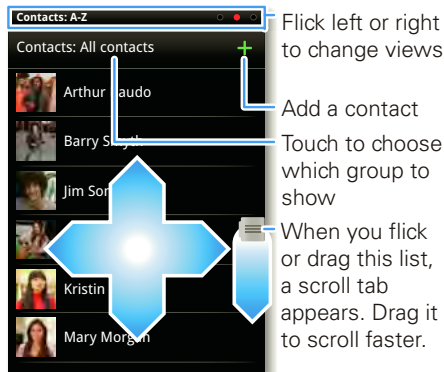 Contacts: A-Z
Flick left or right
to change views
Contacts: All contacts
Add a contact
Arthur
Touch to choose
which group to
show
Barry
Jim
When you flick
or drag this list,
a scroll tab
appears. Drag it
to scroll faster.
Kristin
Mary